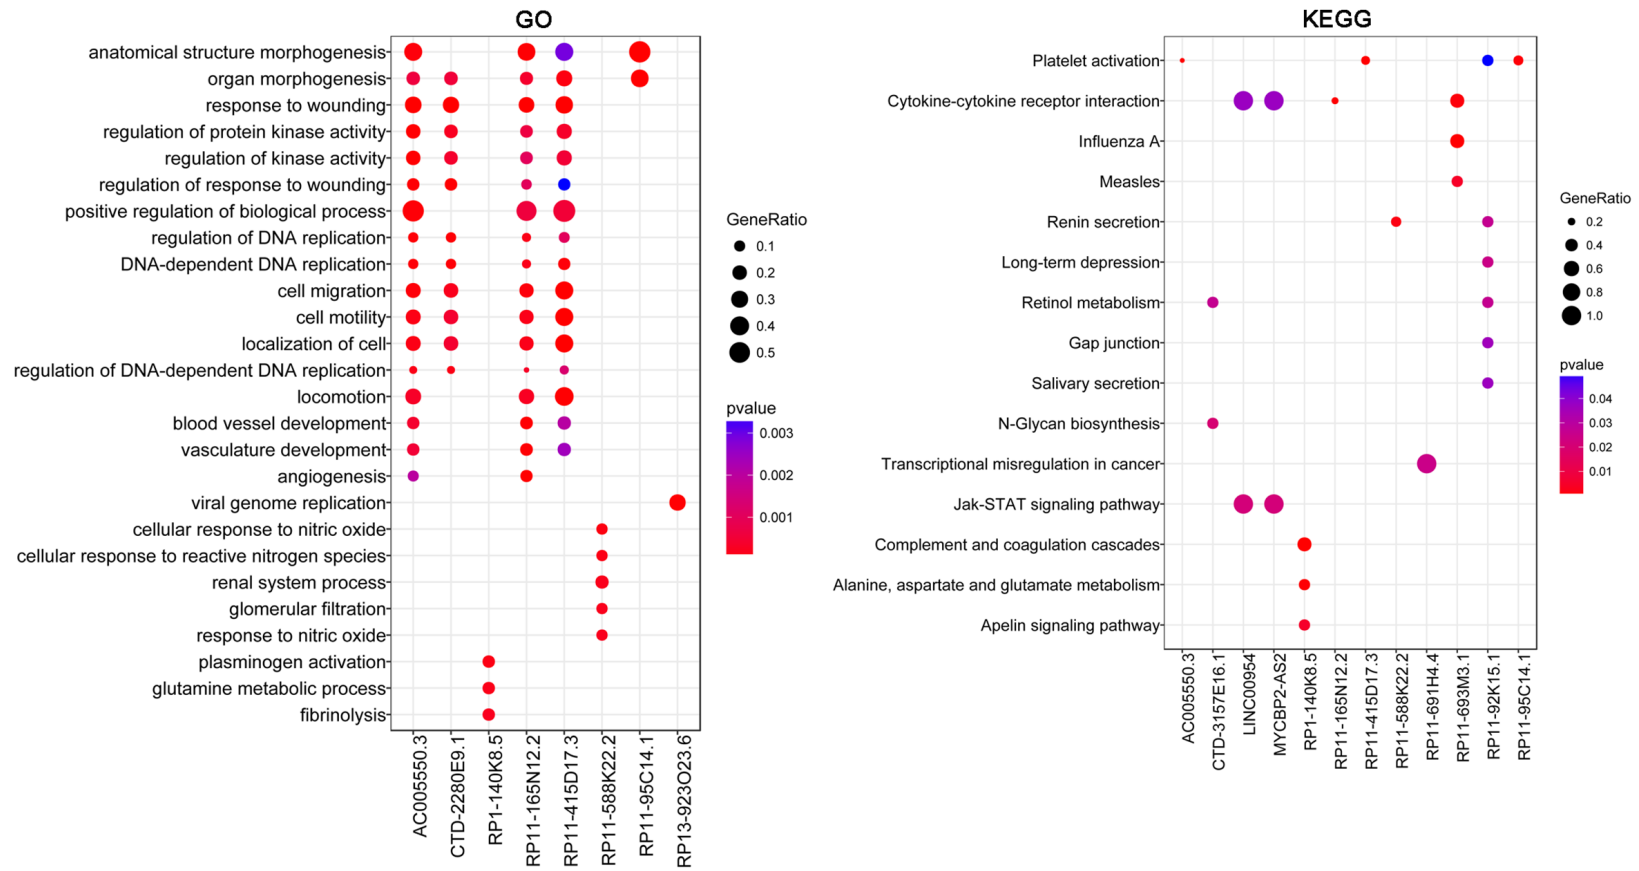 GO
anatomical structure morphogenesis
organ morphogenesis
response to wounding
regulation of protein kinase activity
regulation of kinase activity
regulation of response to wounding
positive regulation of biological process
regulation of DNA replication
DNA-dependent DNA replication
cell migration
cell motility
localization of cell
regulation of DNA-dependent DNA replication
locomotion
blood vessel development
vasculature development
angiogenesis
viral genome replication
cellular response to nitric oxide
cellular response to reactive nitrogen species
renal system process
glomerular filtration
response to nitric oxide
plasminogen activation
glutamine metabolic process
fibrinolysis
AC005550.3
CTD-2280E9.1
RP1-140K8.5
RP11-165N12.2
RP11-415D17.3
RP11-588K22.2
RP11-95C14.1
RP13-923O23.6
GeneRatio
0.1
0.2
0.3
0.4
0.5
pvalue
0.003
0.002
0.001
KEGG
Platelet activation
Cytokine-cytokine receptor interaction
Influenza A
Measles
Renin secretion
Long-term depression
Retinol metabolism
Gap junction
Salivary secretion
N-Glycan biosynthesis
Transcriptional misregulation in cancer
Jak-STAT signaling pathway
Complement and coagulation cascades
Alanine, aspartate and glutamate metabolism
Apelin signaling pathway
AC005550.3
CTD-3157E16.1
LINC00954
MYCBP2-AS2
RP1-140K8.5
RP11-165N12.2
RP11-415D17.3
RP11-588K22.2
RP11-691H4.4
RP11-693M3.1
RP11-92K15.1
RP11-95C14.1
GeneRatio
0.2
0.4
0.6
0.8
1.0
pvalue
0.04
0.03
0.02
0.01